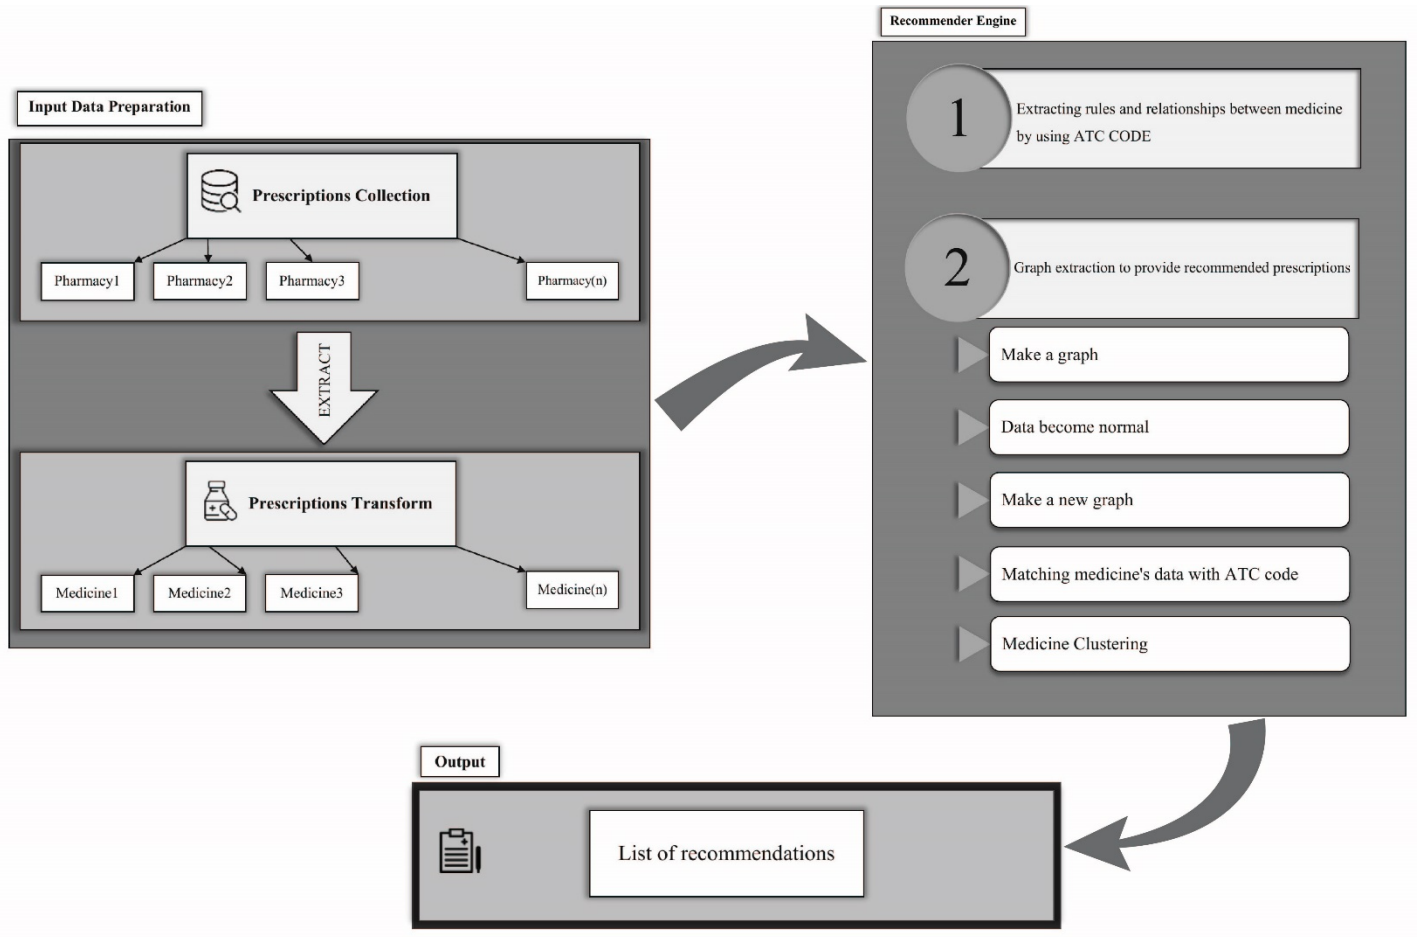 Input Data Preparation
Prescriptions Collection
Pharmacy1
Pharmacy2
Pharmacy3
Pharmacy(n)
EXTRACT
Prescriptions Transform
Medicine1
Medicine2
Medicine3
Medicine(n)
Recommender Engine
1
Extracting rules and relationships between medicine
by using ATC CODE
2
Graph extraction to provide recommended prescriptions
Make a graph
Data become normal
Make a new graph
Matching medicine's data with ATC code
Medicine Clustering
Output
List of recommendations